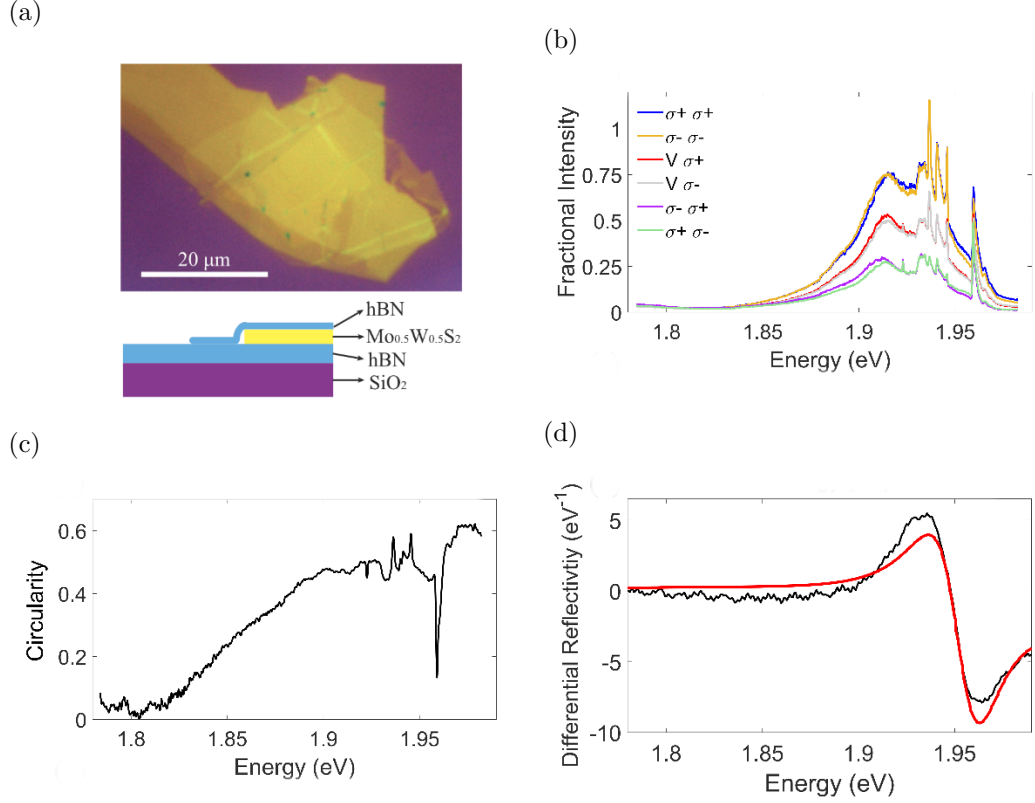 (a)
20 μm
hBN
Mo₀.₅W₀.₅S₂
hBN
SiO₂
(b)
Fractional Intensity
1
0.75
0.5
0.25
0
σ+ σ+
σ- σ-
V σ+
V σ-
σ- σ+
σ+ σ-
1.8 1.85 1.9 1.95
Energy (eV)
(c)
Circularity
0.6
0.4
0.2
0
1.8 1.85 1.9 1.95
Energy (eV)
(d)
Differential Reflectivtiy (eV⁻¹)
5
0
-5
-10
1.8 1.85 1.9 1.95
Energy (eV)